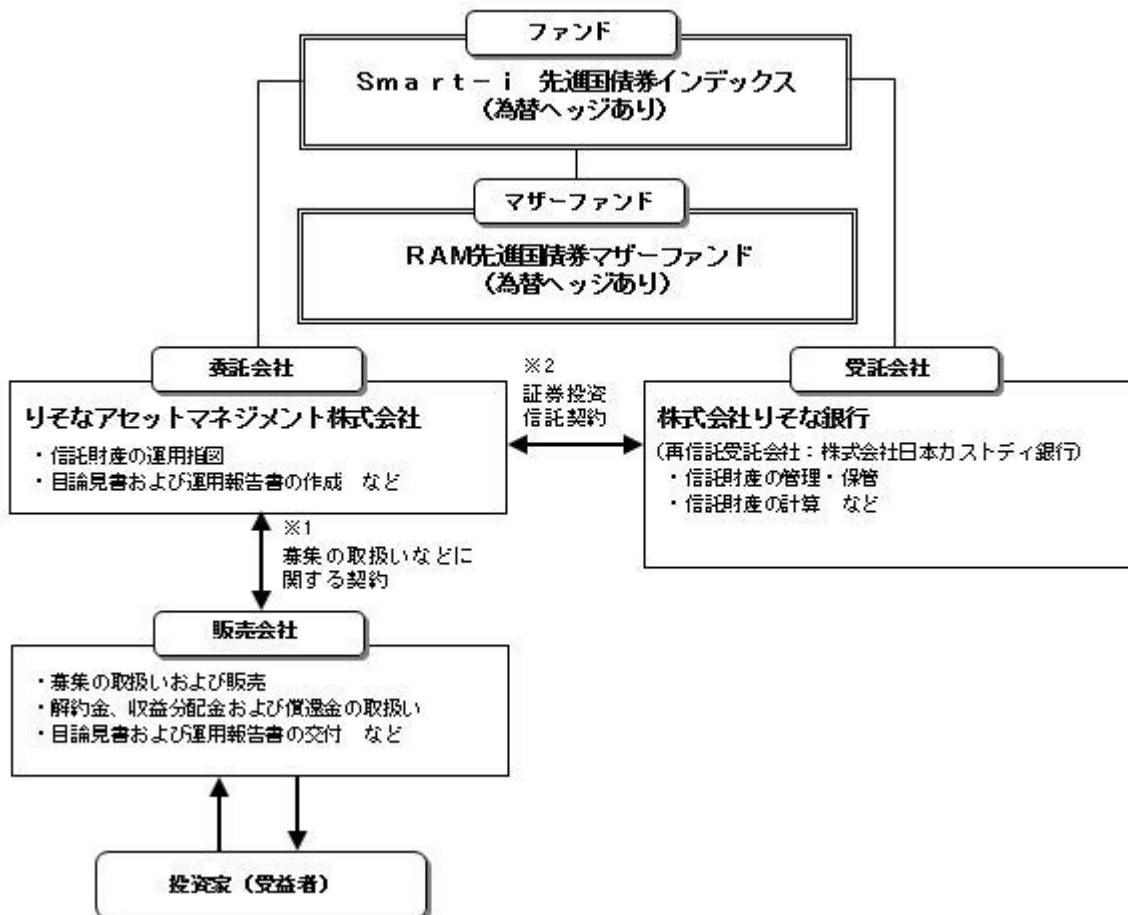 ファンド
Smart-i 先進国債券インデックス
(為替ヘッジあり)
マザーファンド
RAM先進国債券マザーファンド
(為替ヘッジあり)
委託会社
りそなアセットマネジメント株式会社
・信託財産の運用指図
・目論見書および運用報告書の作成 など
※2
証券投資
信託契約
受託会社
株式会社りそな銀行
(再信託受託会社:株式会社日本カストディ銀行)
・信託財産の管理・保管
・信託財産の計算 など
※1
募集の取扱いなどに
関する契約
販売会社
・募集の取扱いおよび販売
・解約金、収益分配金および償還金の取扱い
・目論見書および運用報告書の交付 など
投資家(受益者)